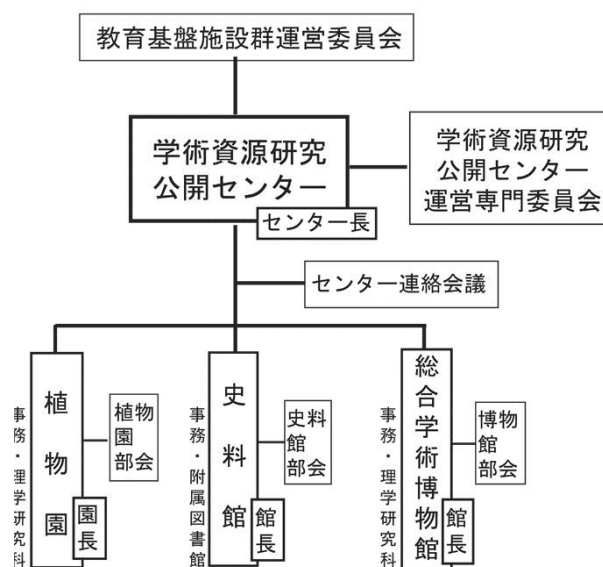 教育基盤施設群運営委員会
学術資源研究
公開センター
センター長
学術資源研究
公開センター
運営専門委員会
センター連絡会議
植物園
園長
植物
園
部会
事務・理学研究科
史料館
館長
史料
館
部会
事務・附属図書館
総合学術博物館
館長
博物
館
部会
事務・理学研究科